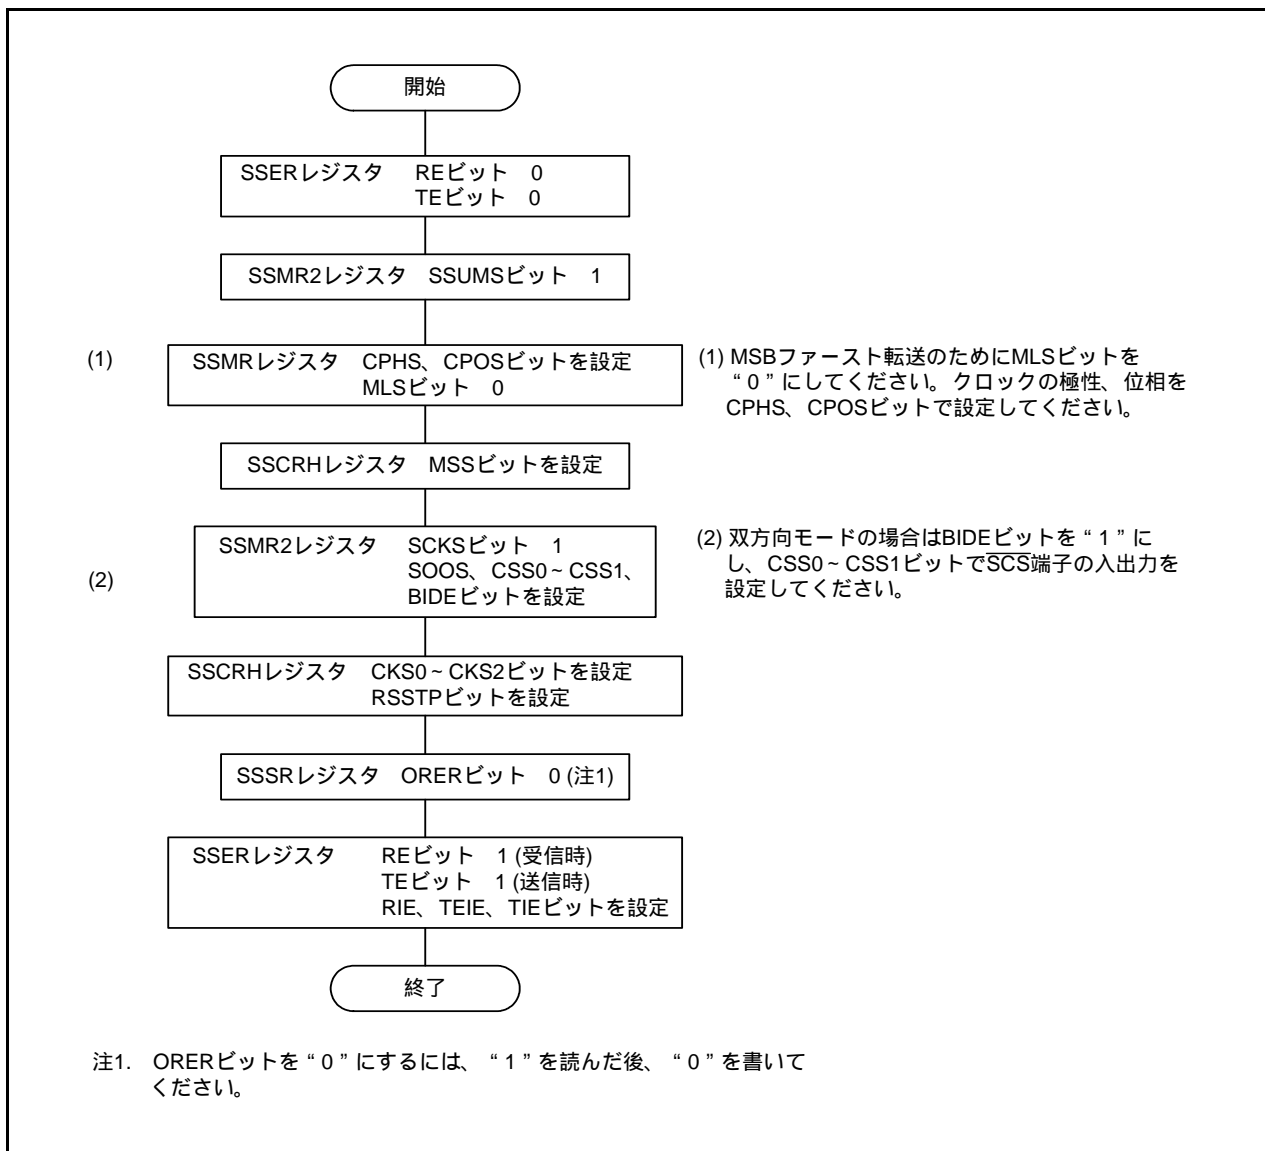 開始
SSERレジスタ REビット 0
TEビット 0
SSMR2レジスタ SSUMSビット 1
(1)
SSMRレジスタ CPHS、CPOSビットを設定
MLSビット 0
(1) MSBファースト転送のためにMLSビットを
“0”にしてください。クロックの極性、位相を
CPHS、CPOSビットで設定してください。
SSCRHレジスタ MSSビットを設定
(2)
SSMR2レジスタ SCKSビット 1
SOOS、CSS0~CSS1、
BIDEビットを設定
(2) 双方向モードの場合はBIDEビットを“1”に
し、CSS0~CSS1ビットでSCS端子の入出力を
設定してください。
SSCRHレジスタ CKS0~CKS2ビットを設定
RSSTPビットを設定
SSSRレジスタ ORERビット 0 (注1)
SSERレジスタ REビット 1 (受信時)
TEビット 1 (送信時)
RIE、TEIE、TIEビットを設定
終了
注1. ORERビットを“0”にするには、“1”を読んだ後、“0”を書いて
ください。